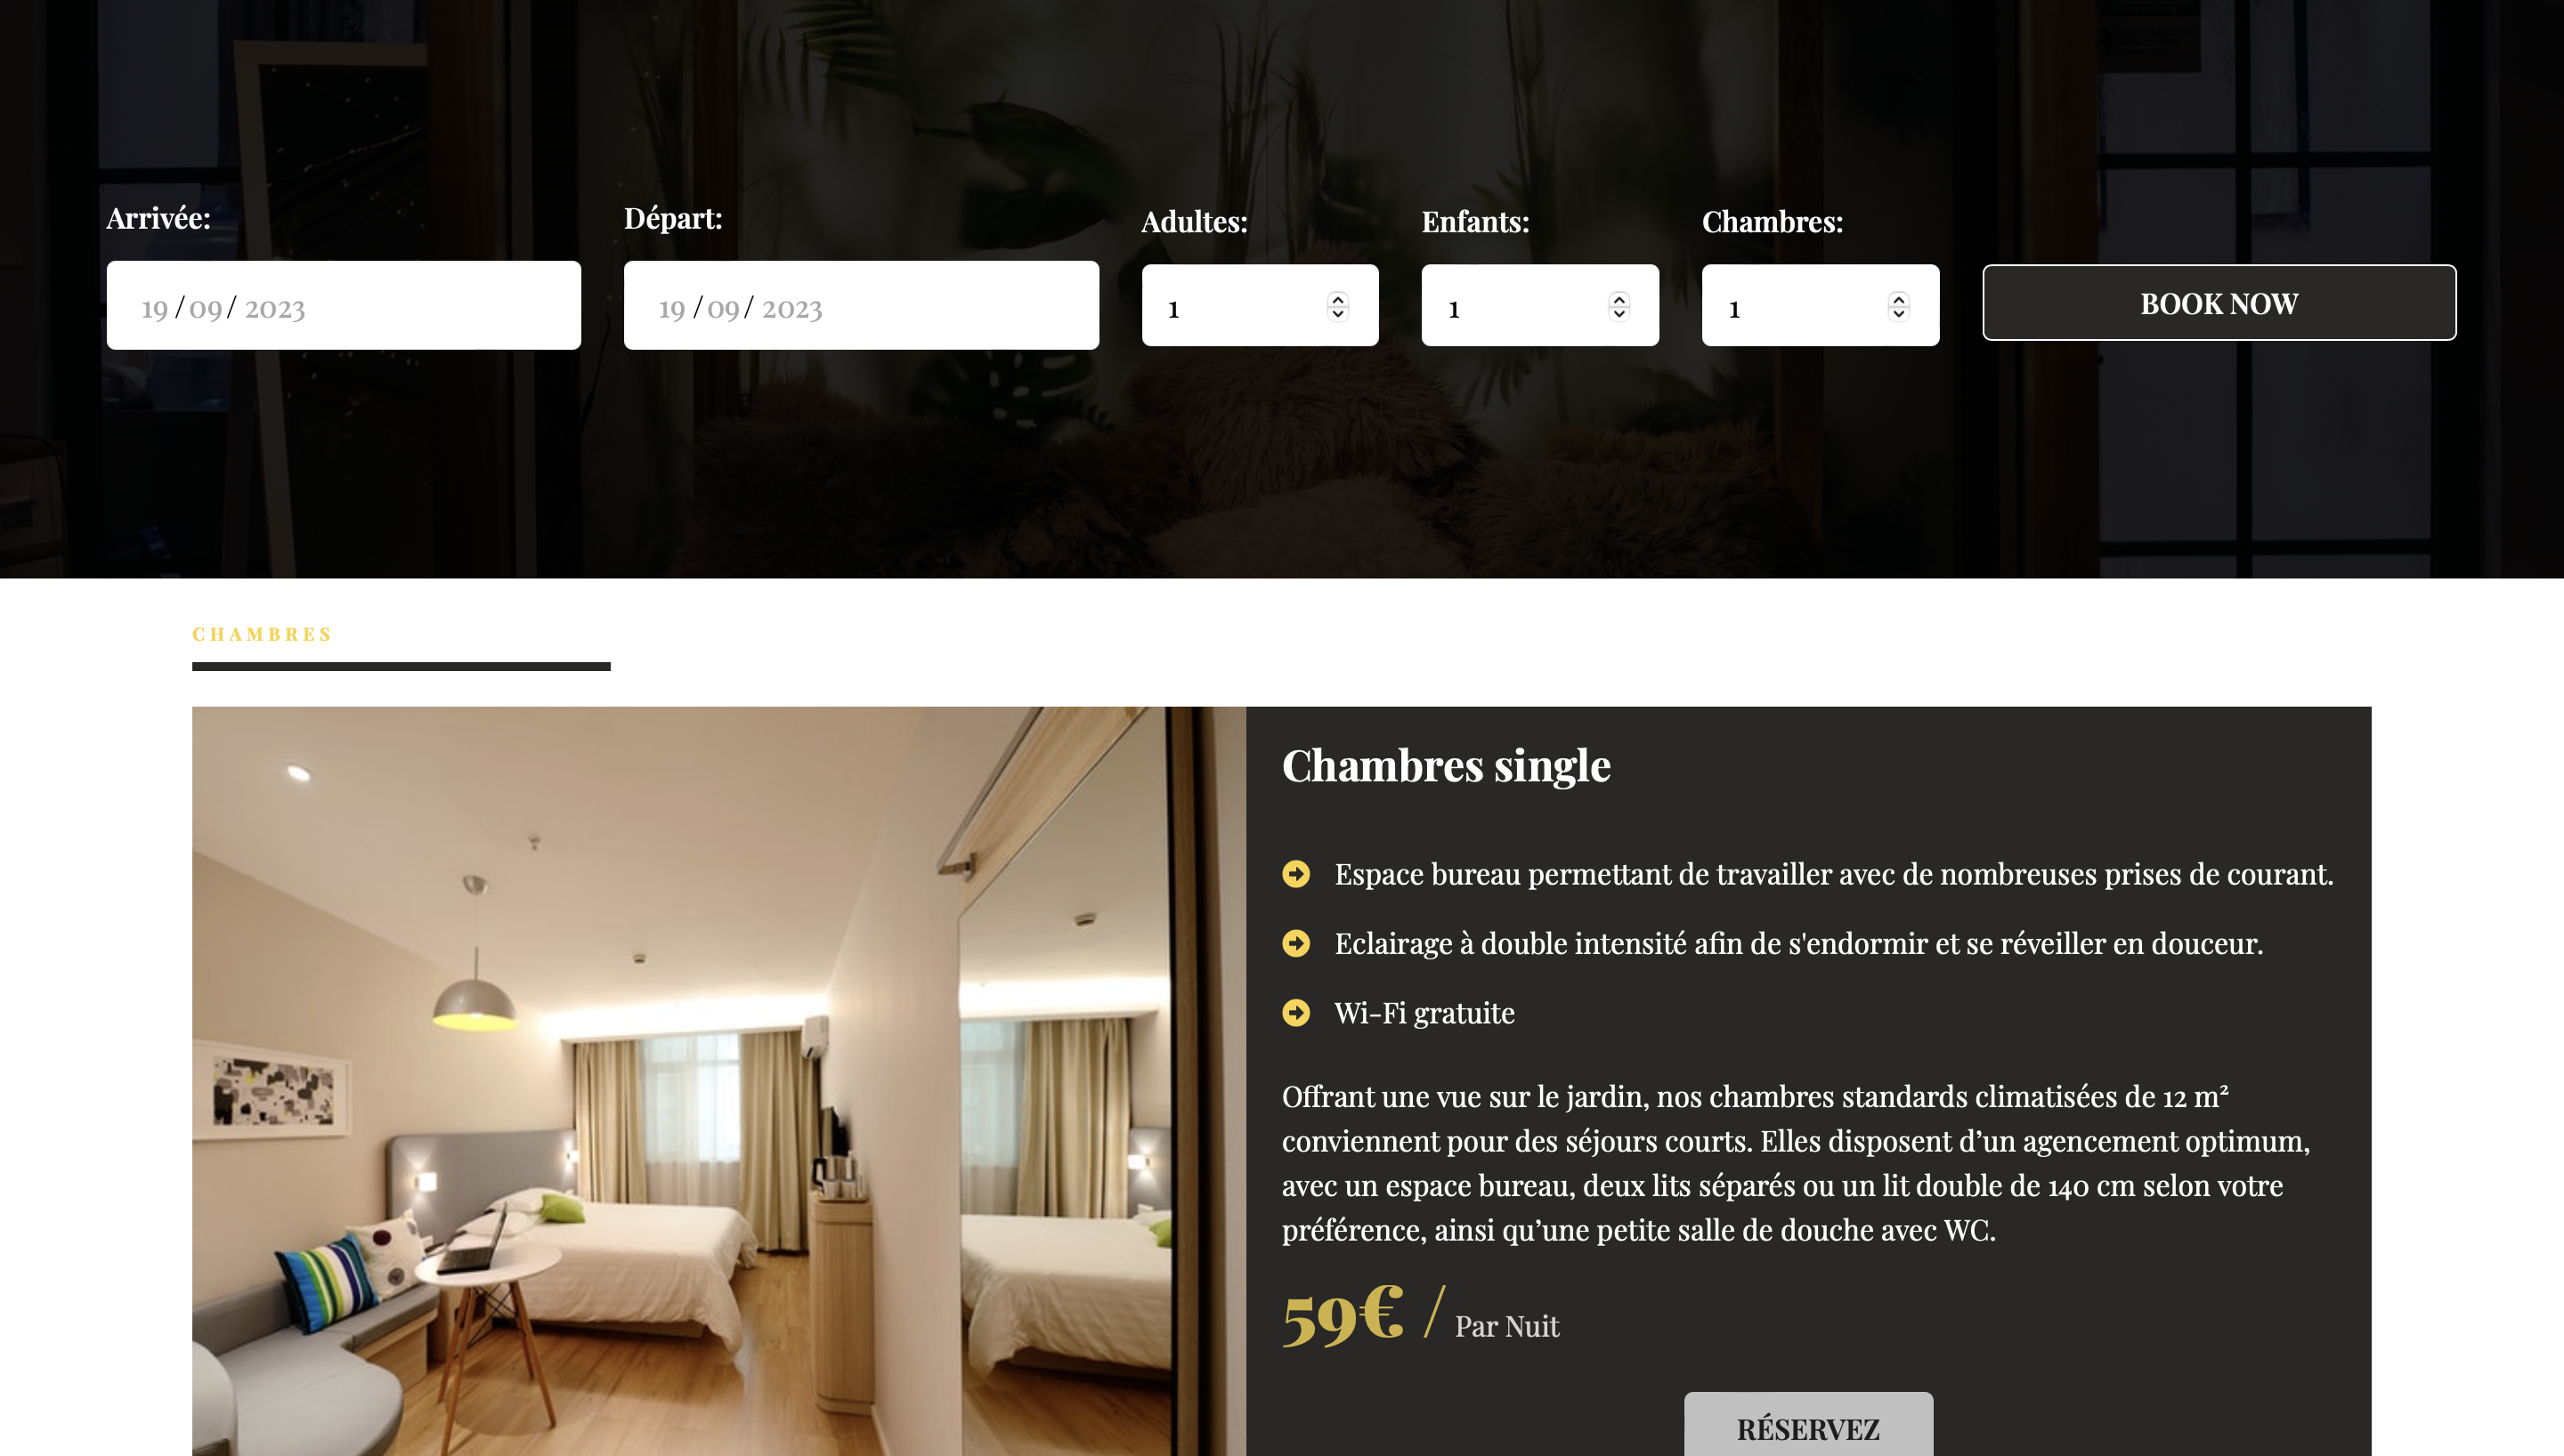 Arrivée:
Départ:
Adultes:
Enfants:
Chambres:
19 / 09 / 2023
19 / 09 / 2023
1
1
1
BOOK NOW
CHAMBRES
Chambres single
Espace bureau permettant de travailler avec de nombreuses prises de courant.
Eclairage à double intensité afin de s'endormir et se réveiller en douceur.
Wi-Fi gratuite
Offrant une vue sur le jardin, nos chambres standards climatisées de 12 m²
conviennent pour des séjours courts. Elles disposent d’un agencement optimum,
avec un espace bureau, deux lits séparés ou un lit double de 140 cm selon votre
préférence, ainsi qu’une petite salle de douche avec WC.
59€ / Par Nuit
RÉSERVEZ